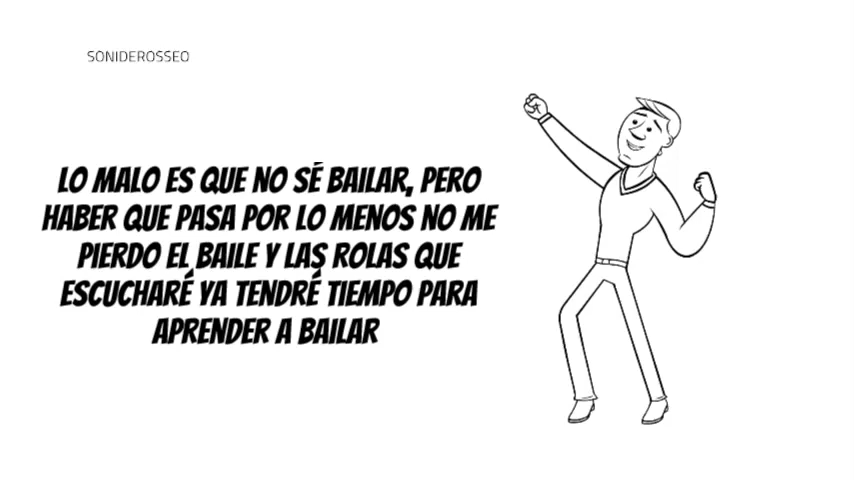 SONIDEROSSEO
LO MALO ES QUE NO SÉ BAILAR, PERO
HABER QUE PASA POR LO MENOS NO ME
PIERDO EL BAILE Y LAS ROLAS QUE
ESCUCHARÉ YA TENDRÉ TIEMPO PARA
APRENDER A BAILAR